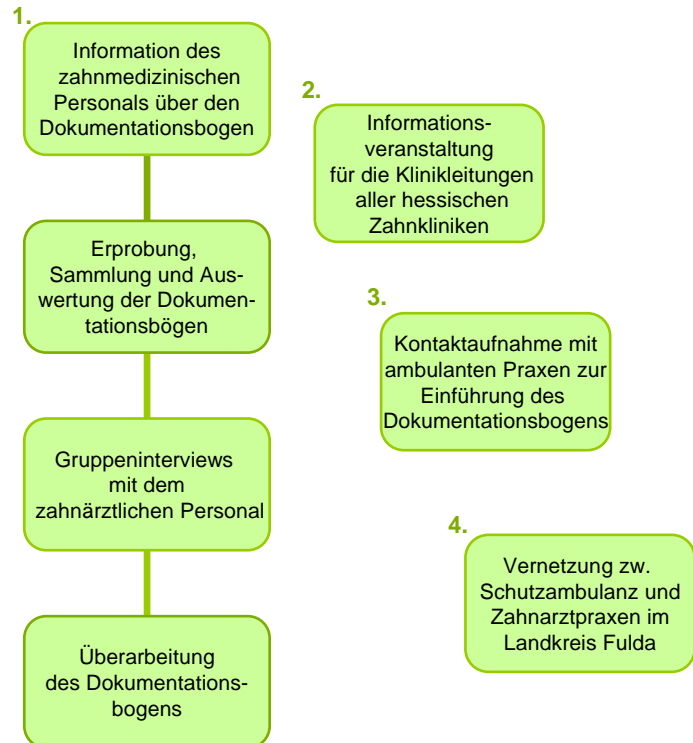 1.
Information des
zahnmedizinischen
Personals über den
Dokumentationsbogen
Erprobung,
Sammlung und Aus-
wertung der Dokumen-
tationsbögen
Gruppeninterviews
mit dem
zahnärztlichen Personal
Überarbeitung
des Dokumentations-
bogens
2.
Informations-
veranstaltung
für die Klinikleitungen
aller hessischen
Zahnkliniken
3.
Kontaktaufnahme mit
ambulanten Praxen zur
Einführung des
Dokumentationsbogens
4.
Vernetzung zw.
Schutzambulanz und
Zahnarztpraxen im
Landkreis Fulda